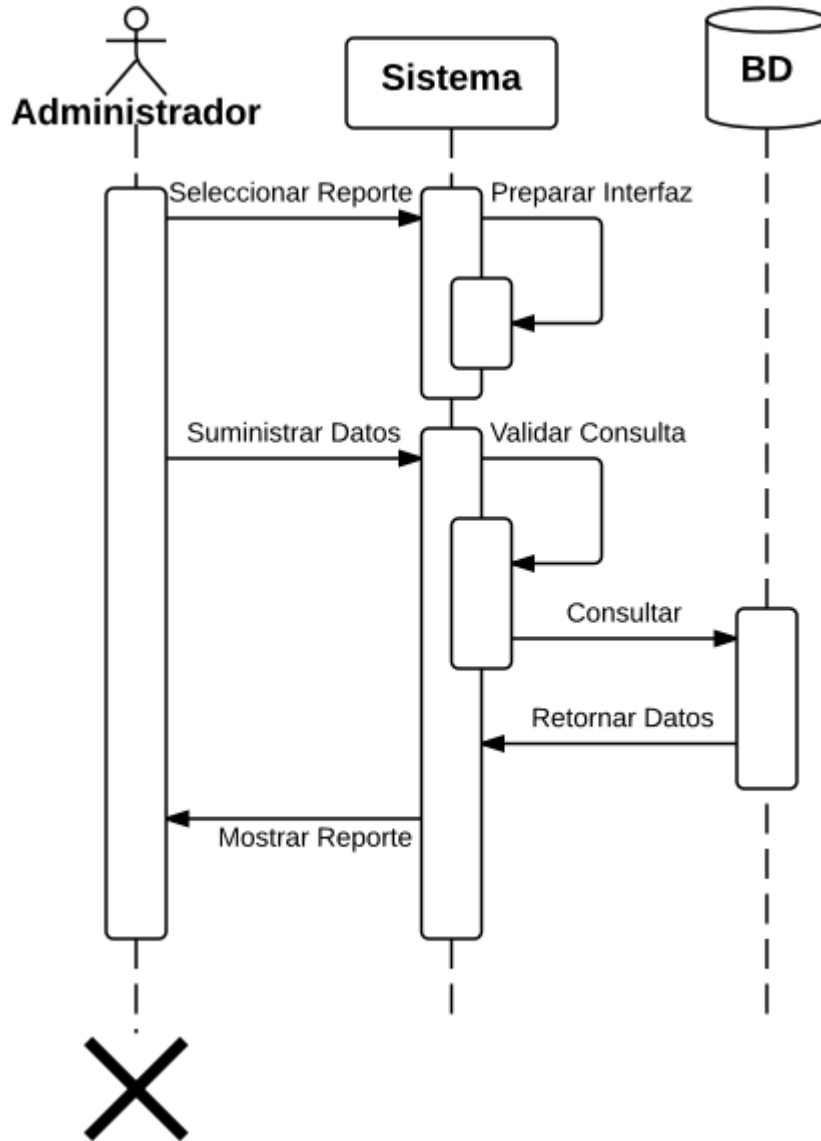 Administrador
Sistema
BD
Seleccionar Reporte
Preparar Interfaz
Suministrar Datos
Validar Consulta
Consultar
Retornar Datos
Mostrar Reporte